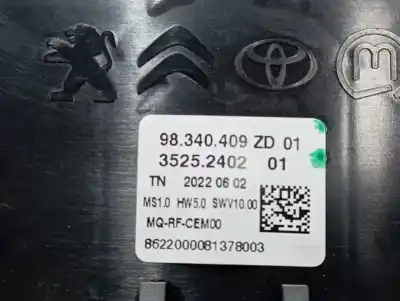 98.340.409 ZD 01
3525.2402 01
TN 2022 06 02
MS1.0 HW5.0 SWV10.00
MQ-RF-CEM00
8622000081378003